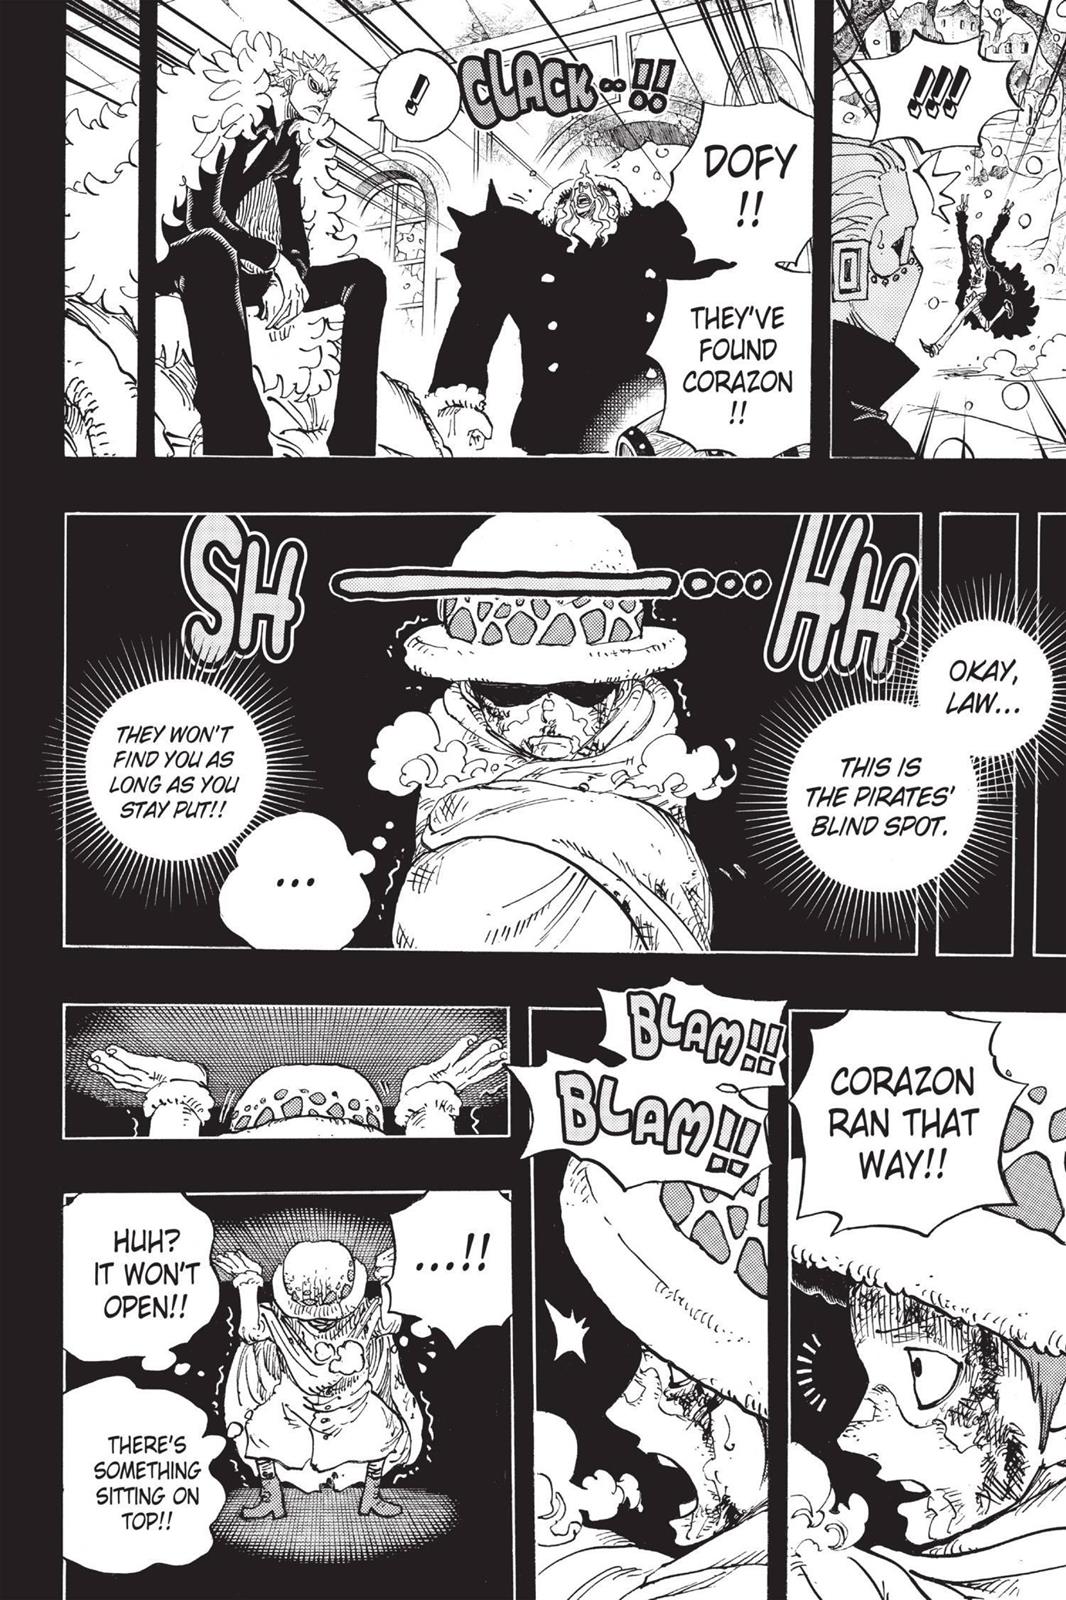 !!!!
DOFY
!!
THEY'VE
FOUND
CORAZON
!!
CLACK··!!
!
OKAY,
LAW...
THIS IS
THE PIRATES'
BLIND SPOT.
SHHH
THEY WON'T
FIND YOU AS
LONG AS YOU
STAY PUT!!
...
CORAZON
RAN THAT
WAY!!
BLAM!!
BLAM!!
...!!
HUH?
IT WON'T
OPEN!!
THERE'S
SOMETHING
SITTING ON
TOP!!